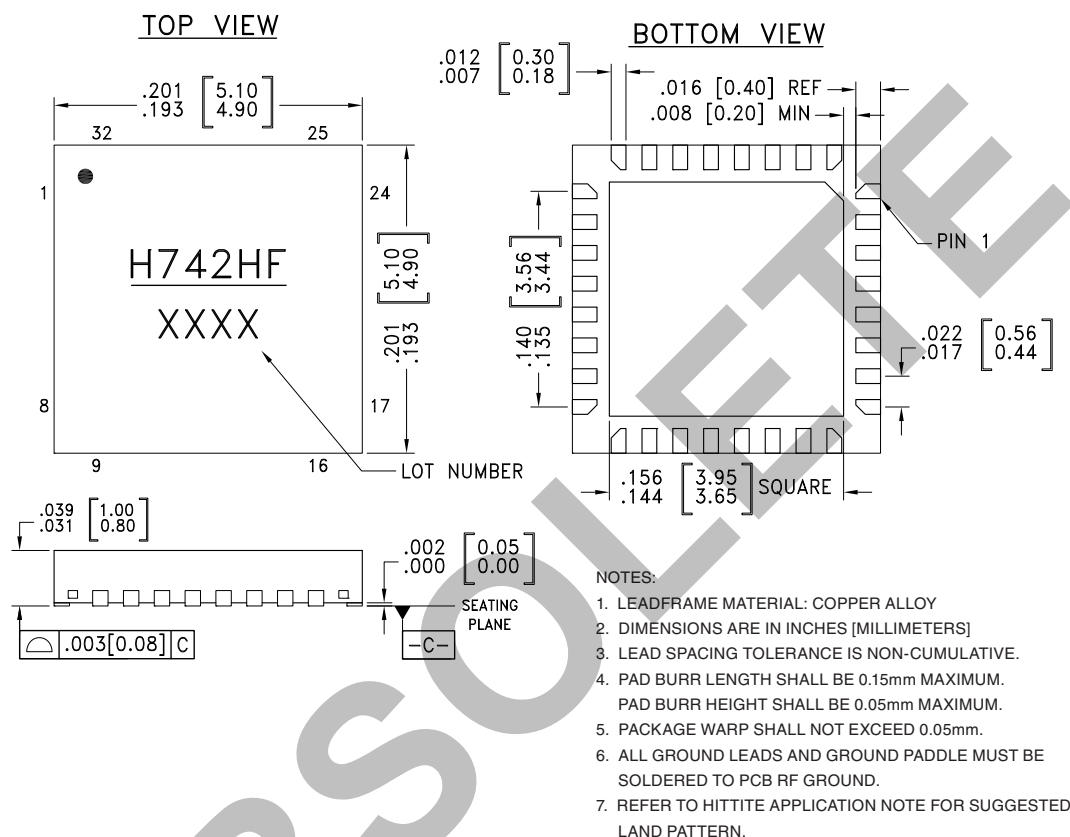 TOP VIEW
.201 [5.10]
.193 [4.90]
32 25
1 24
H742HF
XXXX
[5.10]
[4.90]
.201
.193
8 17
9 16
LOT NUMBER
BOTTOM VIEW
.012 [0.30]
.007 [0.18]
.016 [0.40] REF
.008 [0.20] MIN
PIN 1
[3.56]
[3.44]
.140
.135
.022 [0.56]
.017 [0.44]
.156 [3.95] SQUARE
.144 [3.65]
.039 [1.00]
.031 [0.80]
.002 [0.05]
.000 [0.00]
SEATING
PLANE
.003[0.08] C
-C-
NOTES:
1. LEADFRAME MATERIAL: COPPER ALLOY
2. DIMENSIONS ARE IN INCHES [MILLIMETERS]
3. LEAD SPACING TOLERANCE IS NON-CUMULATIVE.
4. PAD BURR LENGTH SHALL BE 0.15mm MAXIMUM.
PAD BURR HEIGHT SHALL BE 0.05mm MAXIMUM.
5. PACKAGE WARP SHALL NOT EXCEED 0.05mm.
6. ALL GROUND LEADS AND GROUND PADDLE MUST BE
SOLDERED TO PCB RF GROUND.
7. REFER TO HITTITE APPLICATION NOTE FOR SUGGESTED
LAND PATTERN.
OBSOLETE